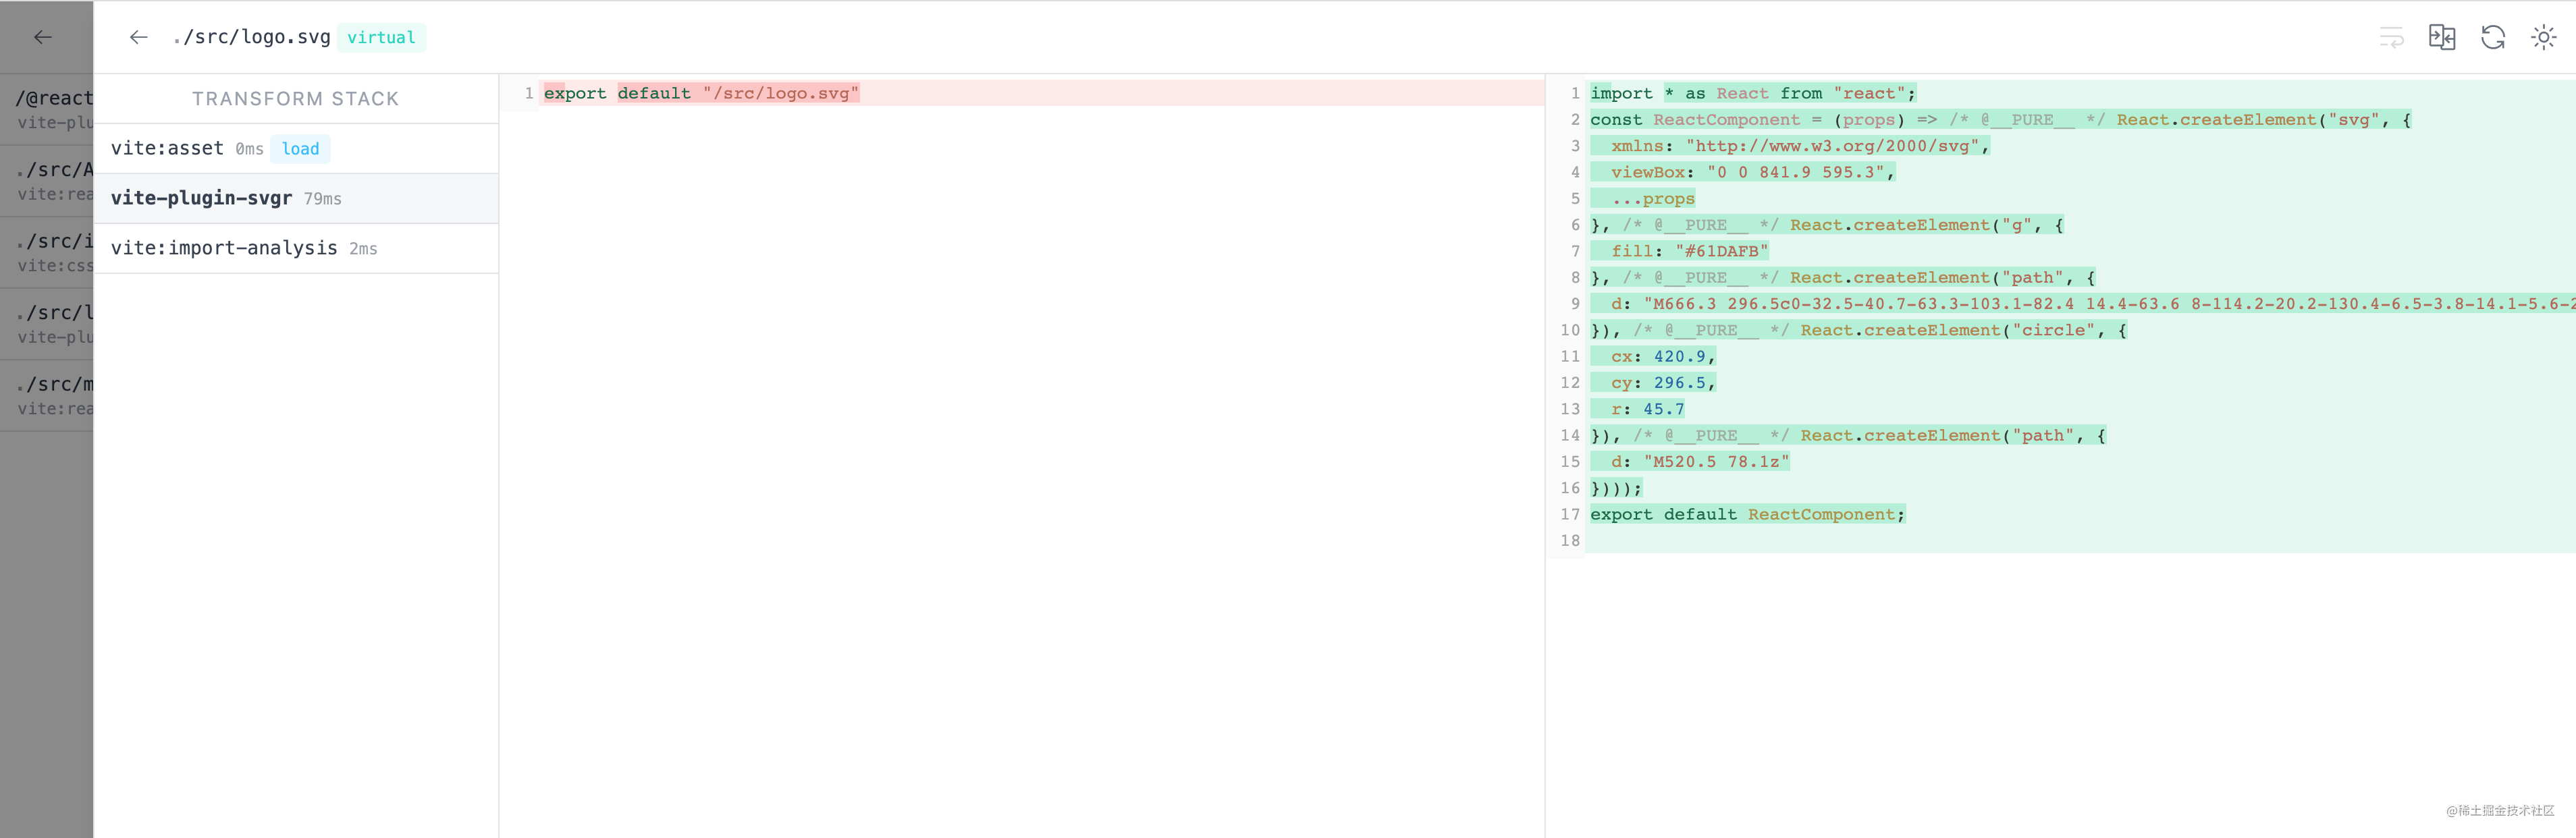 ./src/logo.svg virtual
/@react
vite-plu
./src/A
vite:rea
./src/i
vite:css
./src/l
vite-plu
./src/m
vite:rea
TRANSFORM STACK
vite:asset 0ms load
vite-plugin-svgr 79ms
vite:import-analysis 2ms
1 export default "/src/logo.svg"
1 import * as React from "react";
2 const ReactComponent = (props) => /* @__PURE__ */ React.createElement("svg", {
3 xmlns: "http://www.w3.org/2000/svg",
4 viewBox: "0 0 841.9 595.3",
5 ...props
6 }, /* @__PURE__ */ React.createElement("g", {
7 fill: "#61DAFB"
8 }, /* @__PURE__ */ React.createElement("path", {
9 d: "M666.3 296.5c0-32.5-40.7-63.3-103.1-82.4 14.4-63.6 8-114.2-20.2-130.4-6.5-3.8-14.1-5.6-2
10 }), /* @__PURE__ */ React.createElement("circle", {
11 cx: 420.9,
12 cy: 296.5,
13 r: 45.7
14 }), /* @__PURE__ */ React.createElement("path", {
15 d: "M520.5 78.1z"
16 })));
17 export default ReactComponent;
18
@稀土掘金技术社区